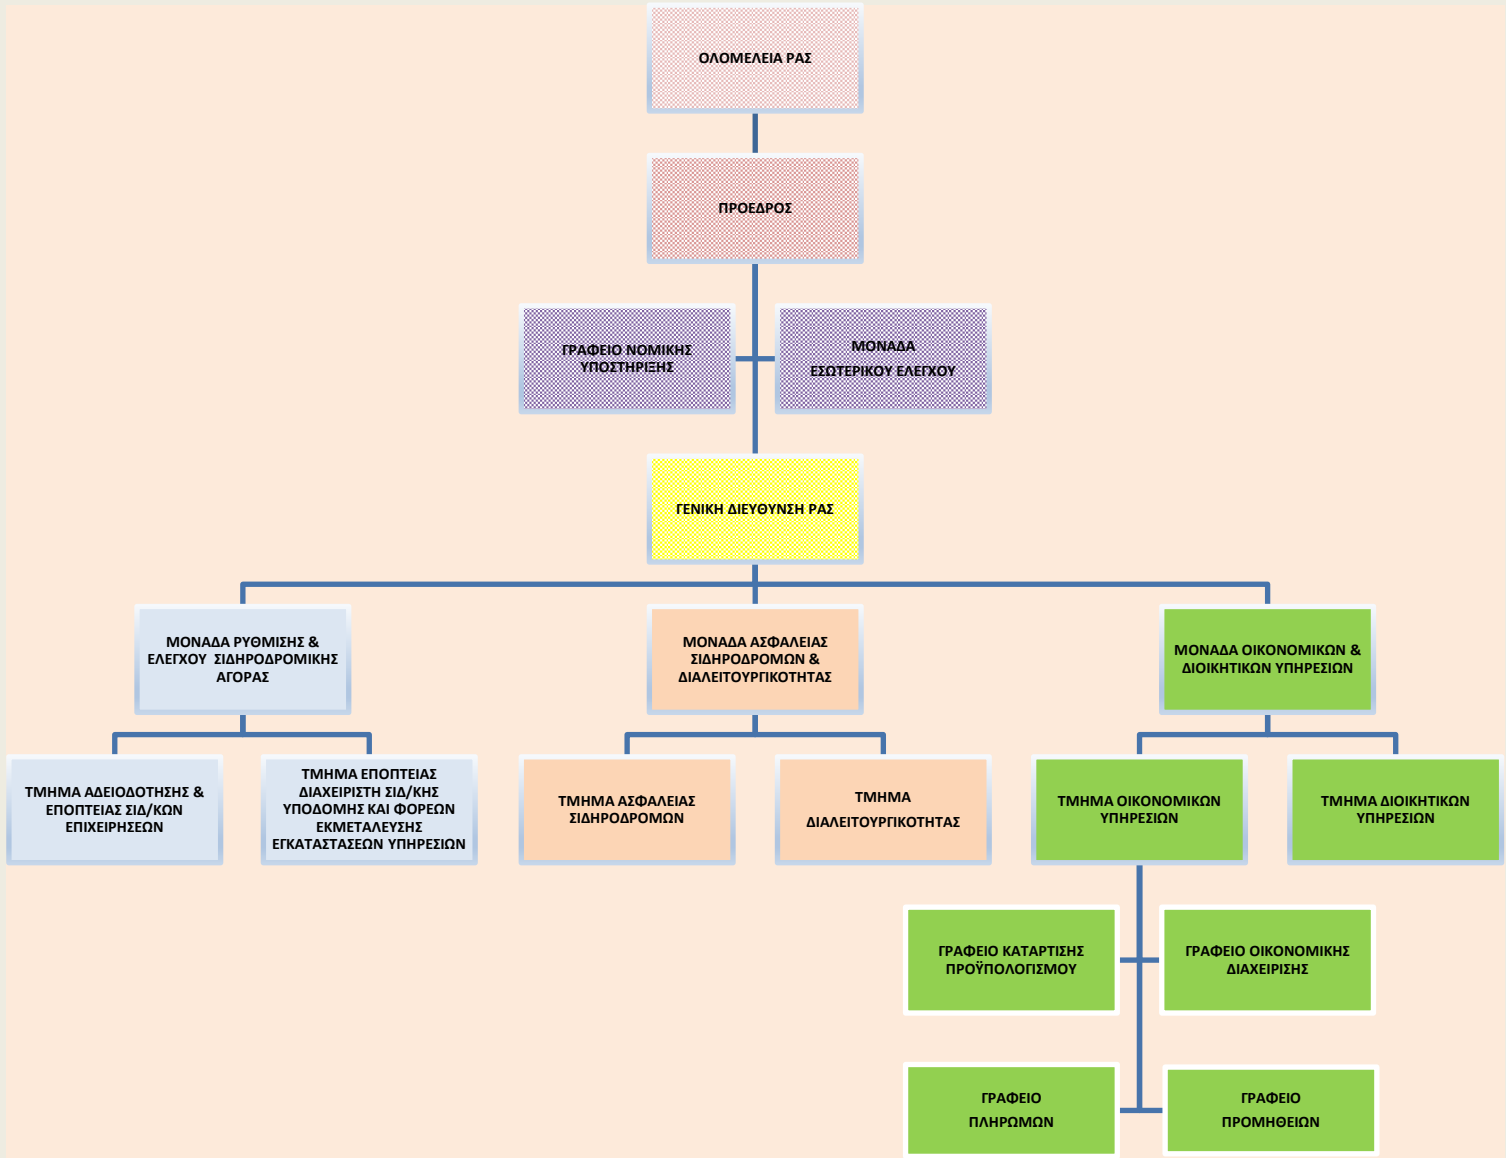 ΟΛΟΜΕΛΕΙΑ ΡΑΣ
ΠΡΟΕΔΡΟΣ
ΓΡΑΦΕΙΟ ΝΟΜΙΚΗΣ
ΥΠΟΣΤΗΡΙΞΗΣ
ΜΟΝΑΔΑ
ΕΣΩΤΕΡΙΚΟΥ ΕΛΕΓΧΟΥ
ΓΕΝΙΚΗ ΔΙΕΥΘΥΝΣΗ ΡΑΣ
ΜΟΝΑΔΑ ΡΥΘΜΙΣΗΣ &
ΕΛΕΓΧΟΥ ΣΙΔΗΡΟΔΡΟΜΙΚΗΣ
ΑΓΟΡΑΣ
ΜΟΝΑΔΑ ΑΣΦΑΛΕΙΑΣ
ΣΙΔΗΡΟΔΡΟΜΩΝ &
ΔΙΑΛΕΙΤΟΥΡΓΙΚΟΤΗΤΑΣ
ΜΟΝΑΔΑ ΟΙΚΟΝΟΜΙΚΩΝ &
ΔΙΟΙΚΗΤΙΚΩΝ ΥΠΗΡΕΣΙΩΝ
ΤΜΗΜΑ ΑΔΕΙΟΔΟΤΗΣΗΣ &
ΕΠΟΠΤΕΙΑΣ ΣΙΔ/ΚΩΝ
ΕΠΙΧΕΙΡΗΣΕΩΝ
ΤΜΗΜΑ ΕΠΟΠΤΕΙΑΣ
ΔΙΑΧΕΙΡΙΣΤΗ ΣΙΔ/ΚΗΣ
ΥΠΟΔΟΜΗΣ ΚΑΙ ΦΟΡΕΩΝ
ΕΚΜΕΤΑΛΕΥΣΗΣ
ΕΓΚΑΤΑΣΤΑΣΕΩΝ ΥΠΗΡΕΣΙΩΝ
ΤΜΗΜΑ ΑΣΦΑΛΕΙΑΣ
ΣΙΔΗΡΟΔΡΟΜΩΝ
ΤΜΗΜΑ
ΔΙΑΛΕΙΤΟΥΡΓΙΚΟΤΗΤΑΣ
ΤΜΗΜΑ ΟΙΚΟΝΟΜΙΚΩΝ
ΥΠΗΡΕΣΙΩΝ
ΤΜΗΜΑ ΔΙΟΙΚΗΤΙΚΩΝ
ΥΠΗΡΕΣΙΩΝ
ΓΡΑΦΕΙΟ ΚΑΤΑΡΤΙΣΗΣ
ΠΡΟΫΠΟΛΟΓΙΣΜΟΥ
ΓΡΑΦΕΙΟ ΟΙΚΟΝΟΜΙΚΗΣ
ΔΙΑΧΕΙΡΙΣΗΣ
ΓΡΑΦΕΙΟ
ΠΛΗΡΩΜΩΝ
ΓΡΑΦΕΙΟ
ΠΡΟΜΗΘΕΙΩΝ